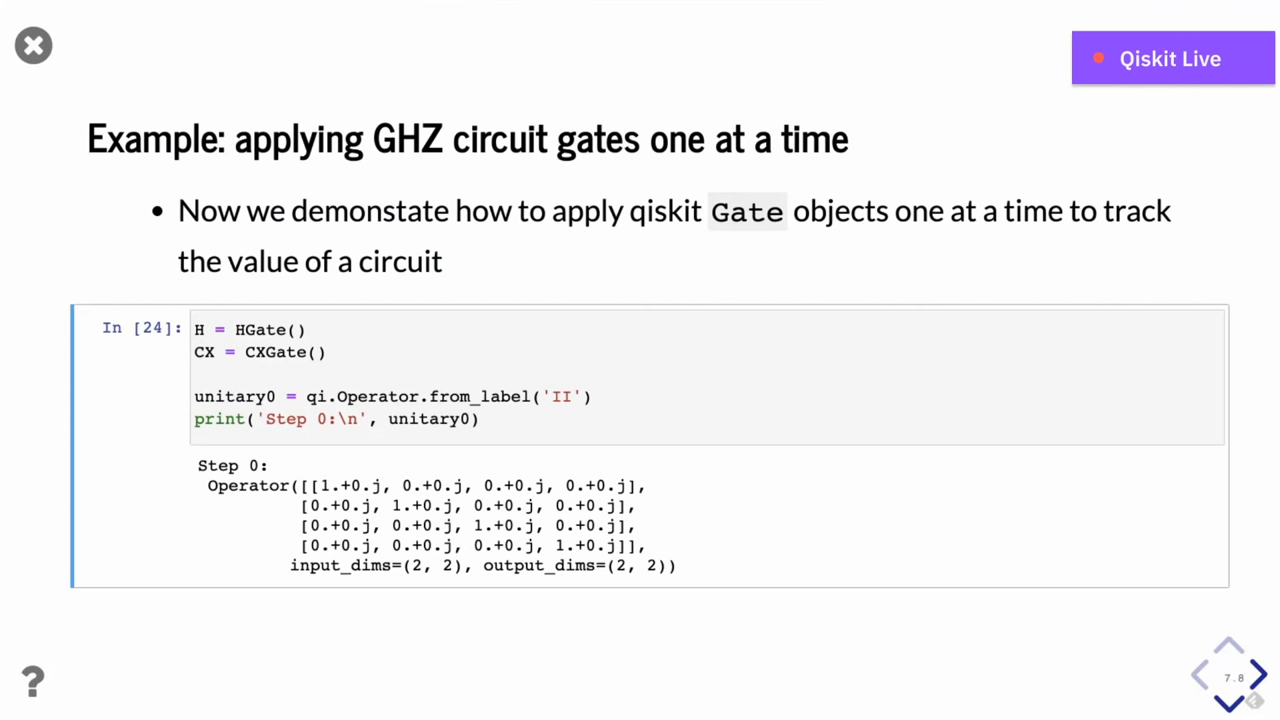 Qiskit Live
Example: applying GHZ circuit gates one at a time
Now we demonstate how to apply qiskit Gate objects one at a time to track
the value of a circuit
In [24]: H = HGate()
CX = CXGate()
unitary0 = qi.Operator.from_label('II')
print('Step 0:\n', unitary0)
Step 0:
Operator([[1.+0.j, 0.+0.j, 0.+0.j, 0.+0.j],
[0.+0.j, 1.+0.j, 0.+0.j, 0.+0.j],
[0.+0.j, 0.+0.j, 1.+0.j, 0.+0.j],
[0.+0.j, 0.+0.j, 0.+0.j, 1.+0.j]],
input_dims=(2, 2), output_dims=(2, 2))
?
7.8